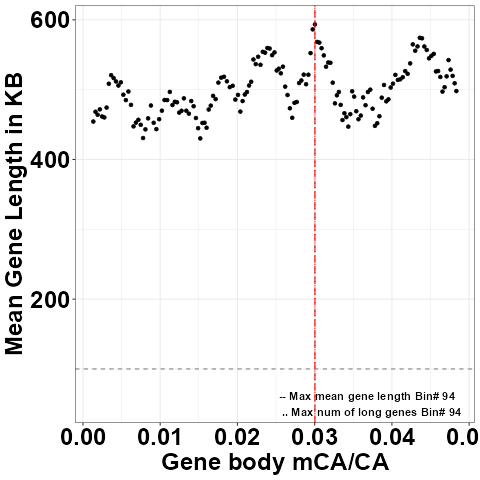 600
400
200
Mean Gene Length in KB
-- Max mean gene length Bin# 94
.. Max num of long genes Bin# 94
0.00 0.01 0.02 0.03 0.04 0.0
Gene body mCA/CA